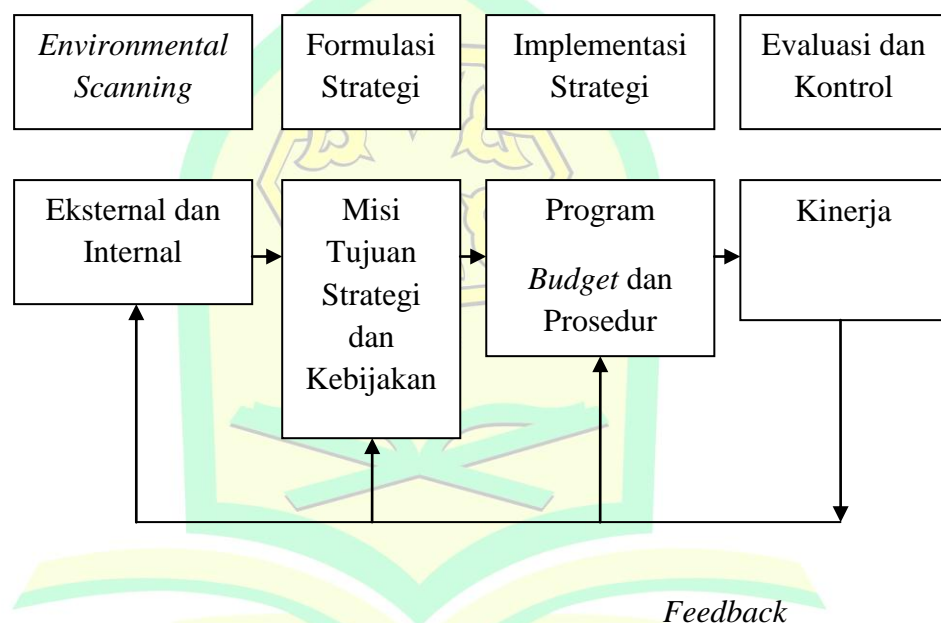 Environmental
Scanning
Formulasi
Strategi
Implementasi
Strategi
Evaluasi dan
Kontrol
Eksternal dan
Internal
Misi
Tujuan
Strategi
dan
Kebijakan
Program
Budget dan
Prosedur
Kinerja
Feedback